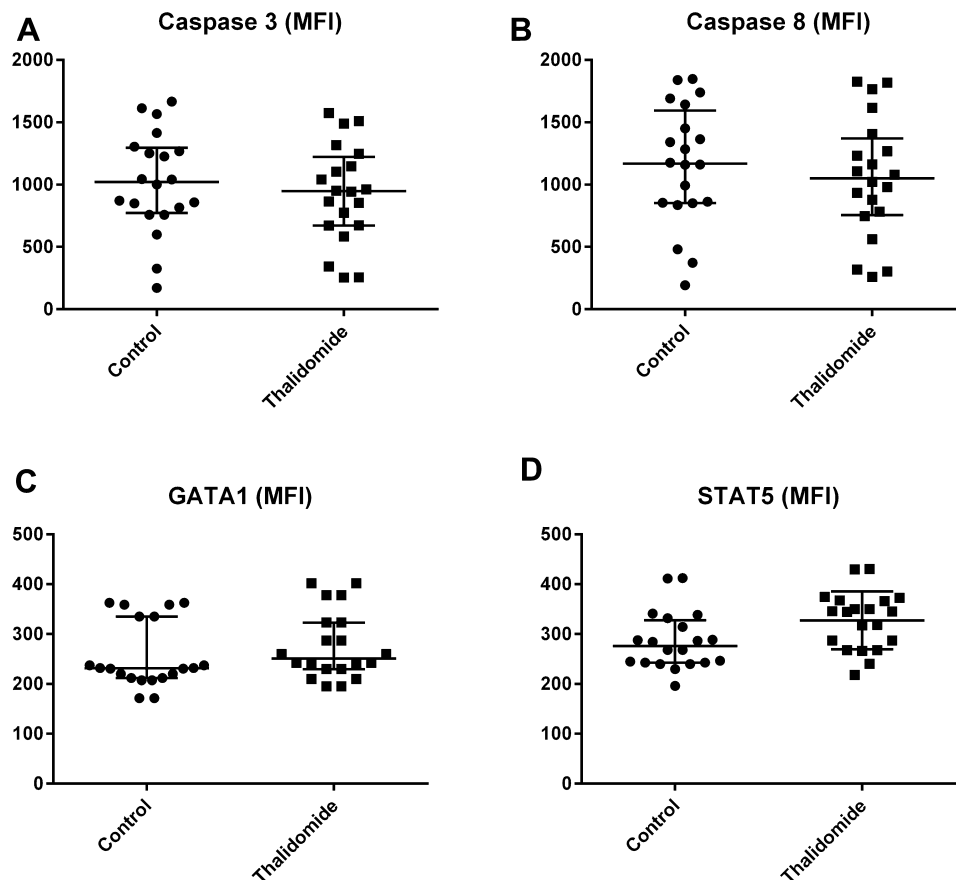 A
Caspase 3 (MFI)
2000
1500
1000
500
0
Control
Thalidomide
B
Caspase 8 (MFI)
2000
1500
1000
500
0
Control
Thalidomide
C
GATA1 (MFI)
500
400
300
200
100
0
Control
Thalidomide
D
STAT5 (MFI)
500
400
300
200
100
0
Control
Thalidomide